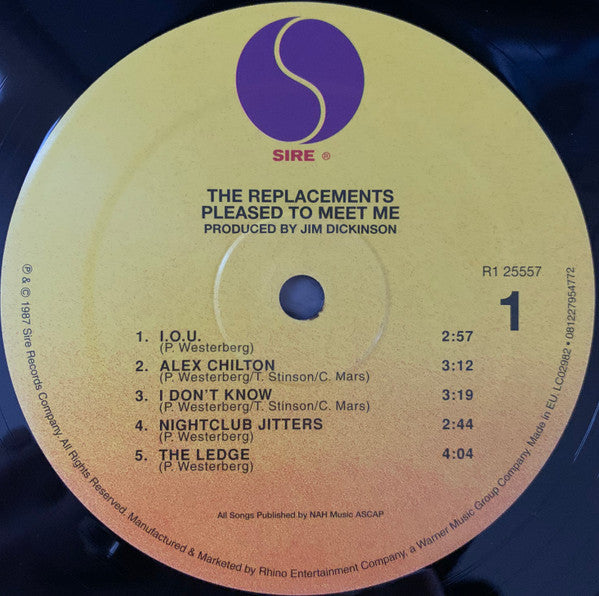 SIRE ®
THE REPLACEMENTS
PLEASED TO MEET ME
PRODUCED BY JIM DICKINSON
R1 25557
1
1. I.O.U. 2:57
(P. Westerberg)
2. ALEX CHILTON 3:12
(P. Westerberg/T. Stinson/C. Mars)
3. I DON'T KNOW 3:19
(P. Westerberg/T. Stinson/C. Mars)
4. NIGHTCLUB JITTERS 2:44
(P. Westerberg)
5. THE LEDGE 4:04
(P. Westerberg)
All Songs Published by NAH Music ASCAP
℗ & © 1987 Sire Records Company. All Rights Reserved. Manufactured & Marketed by Rhino Entertainment Company, a Warner Music Group Company. Made in EU. LC02982 • 081227954772